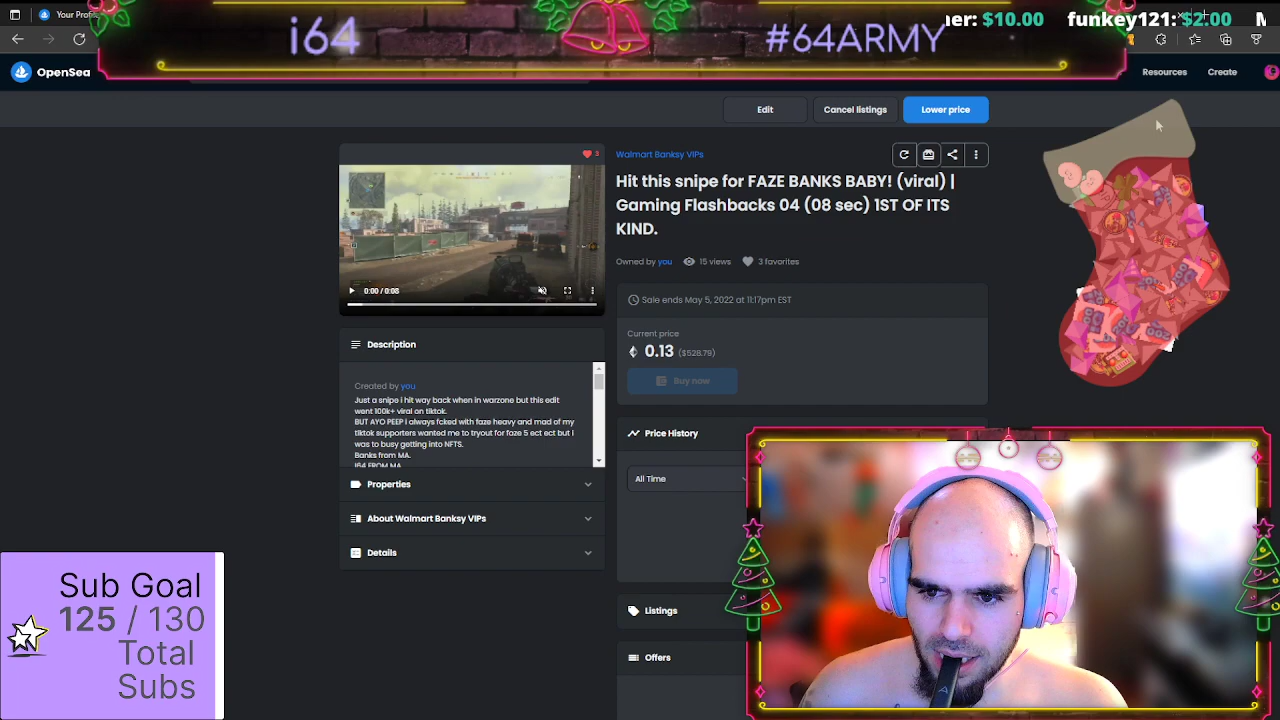 Your Profi
i64
#64ARMY
her: $10.00 funkey121: $2.00
OpenSea
Resources
Create
Edit
Cancel listings
Lower price
3
Walmart Banksy VIPs
Hit this snipe for FAZE BANKS BABY! (viral) |
Gaming Flashbacks 04 (08 sec) 1ST OF ITS
KIND.
Owned by you
15 views
3 favorites
0:00 / 0:08
Sale ends May 5, 2022 at 11:17pm EST
Current price
0.13 ($528.79)
Buy now
Description
Created by you
Just a snipe i hit way back when in warzone but this edit
went 100k+ viral on tiktok.
BUT AYO PEEP I always fcked with faze heavy and mad of my
tiktok supporters wanted me to tryout for faze 5 ect ect but I
was to busy getting into NFTS.
Banks from MA.
I64 FROM MA
Properties
About Walmart Banksy VIPs
Details
Price History
All Time
Listings
Offers
Sub Goal
125 / 130
Total
Subs